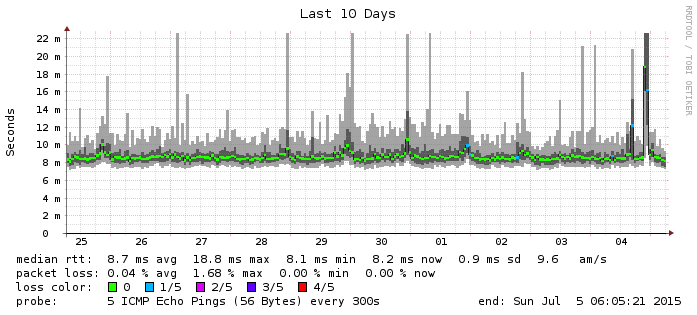 Last 10 Days
RRDTOOL / TOBI OETIKER
Seconds
22 m
20 m
18 m
16 m
14 m
12 m
10 m
8 m
6 m
4 m
2 m
0
25 26 27 28 29 30 01 02 03 04
median rtt: 8.7 ms avg 18.8 ms max 8.1 ms min 8.2 ms now 0.9 ms sd 9.6 am/s
packet loss: 0.04 % avg 1.68 % max 0.00 % min 0.00 % now
loss color: 0 1/5 2/5 3/5 4/5
probe: 5 ICMP Echo Pings (56 Bytes) every 300s end: Sun Jul 5 06:05:21 2015